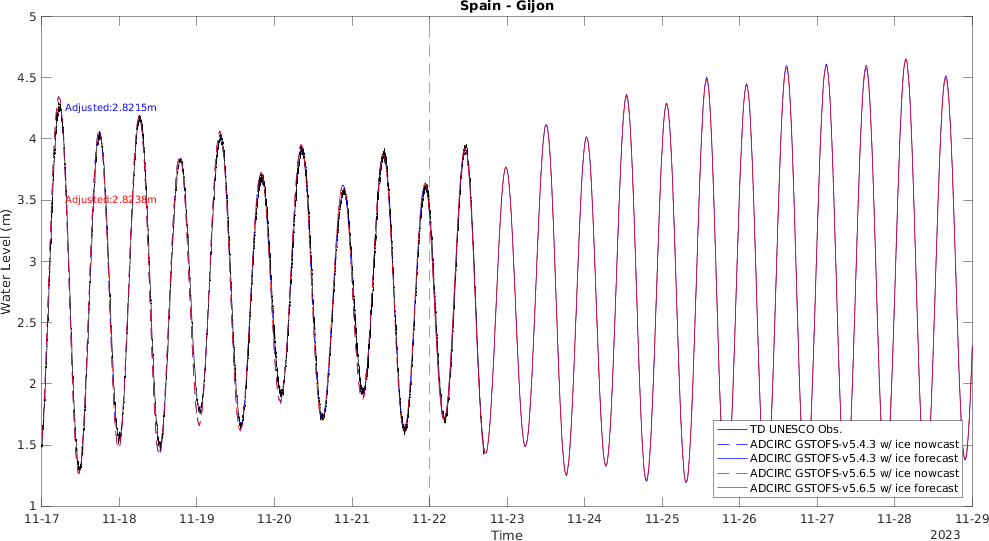 Spain - Gijon
5
4.5
4
3.5
3
2.5
2
1.5
1
Water Level (m)
Adjusted:2.8215m
Adjusted:2.8238m
TD UNESCO Obs.
ADCIRC GSTOFS-v5.4.3 w/ ice nowcast
ADCIRC GSTOFS-v5.4.3 w/ ice forecast
ADCIRC GSTOFS-v5.6.5 w/ ice nowcast
ADCIRC GSTOFS-v5.6.5 w/ ice forecast
11-17 11-18 11-19 11-20 11-21 11-22 11-23 11-24 11-25 11-26 11-27 11-28 11-29
Time
2023